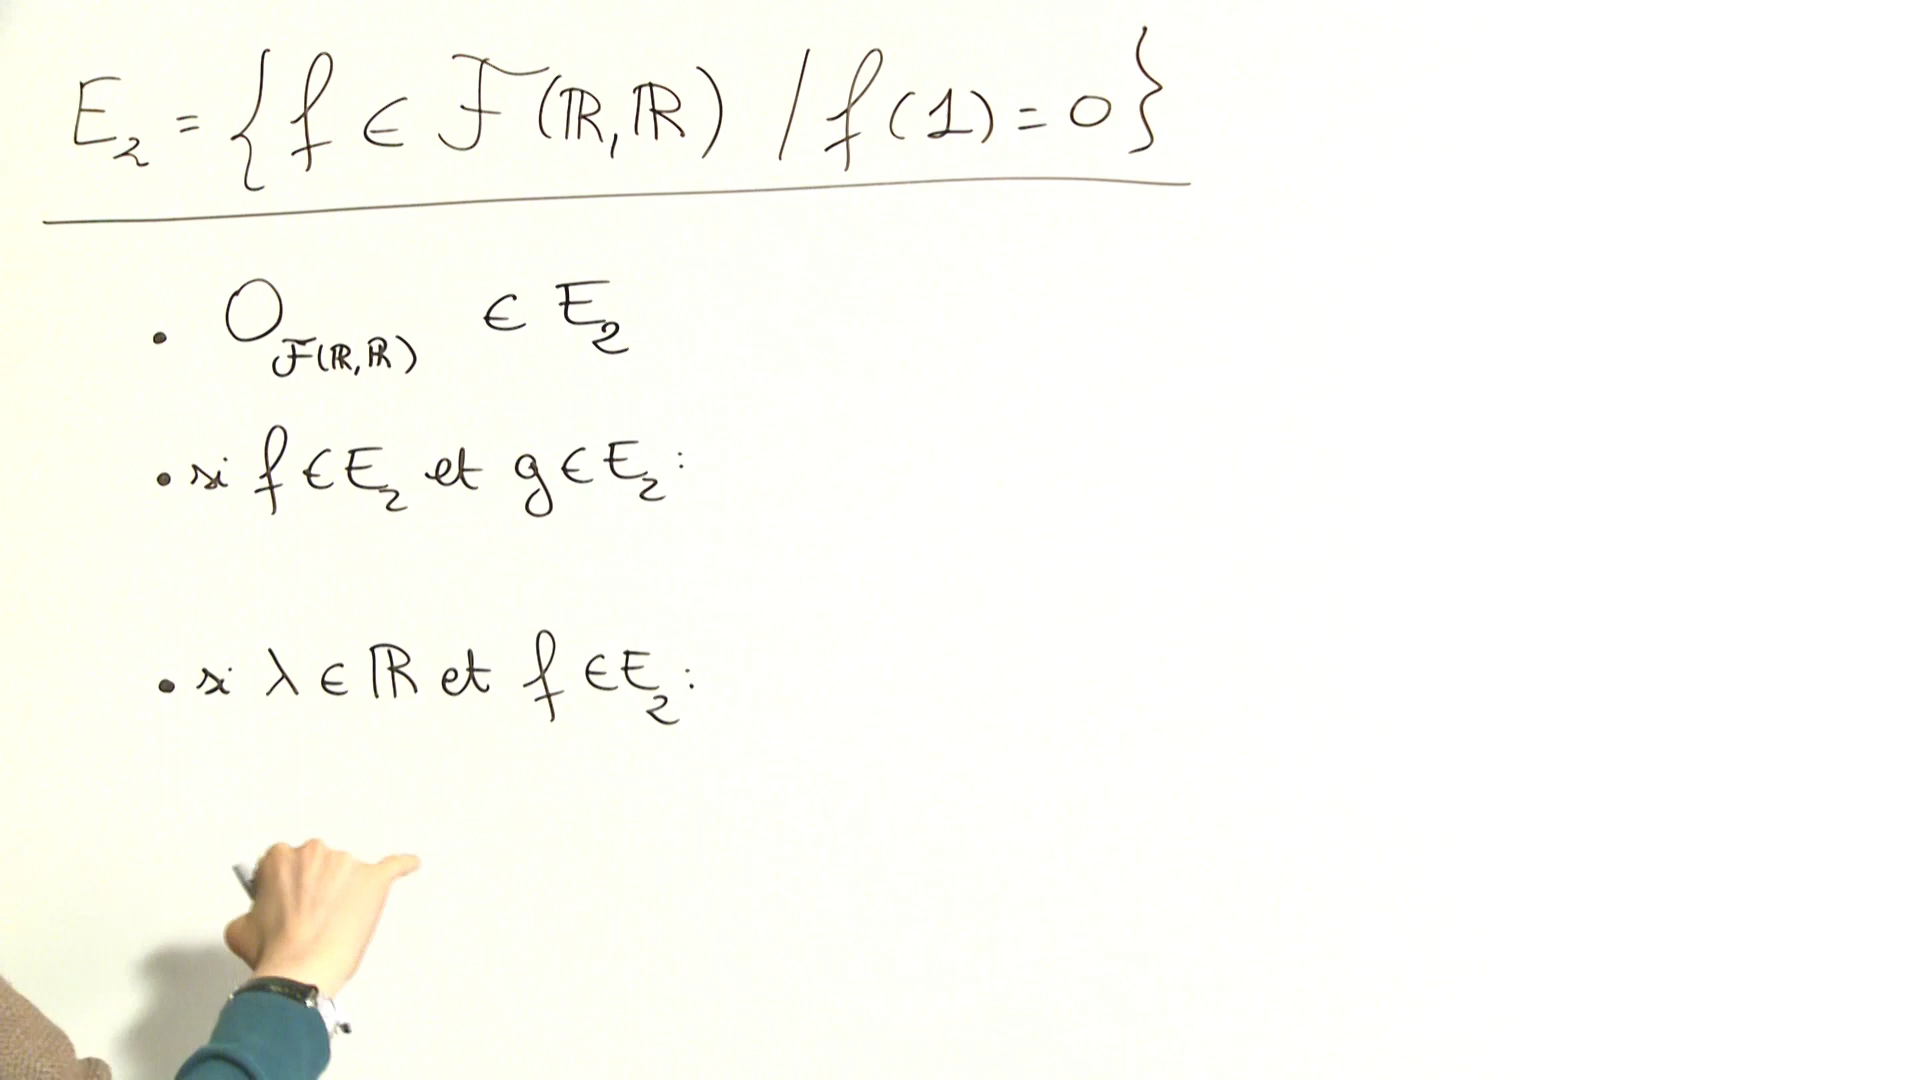 E₂ = {f ∈ ℱ(ℝ,ℝ) / f(1) = 0}
• 0_ℱ(ℝ,ℝ) ∈ E₂
• si f ∈ E₂ et g ∈ E₂ :
• si λ ∈ ℝ et f ∈ E₂ :